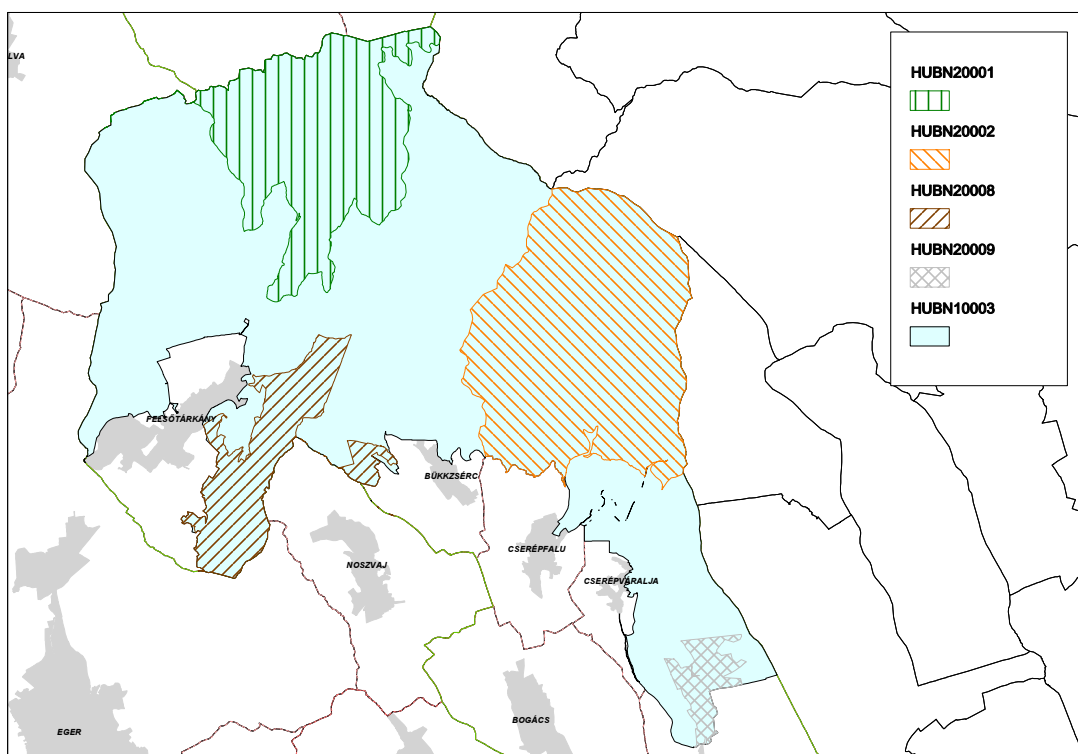 LVA
HUBN20001
HUBN20002
HUBN20008
HUBN20009
HUBN10003
FELSŐTÁRKÁNY
BÜKKZSÉRC
CSERÉPFALU
NOSZVAJ
CSERÉPVÁRALJA
BOGÁCS
EGER